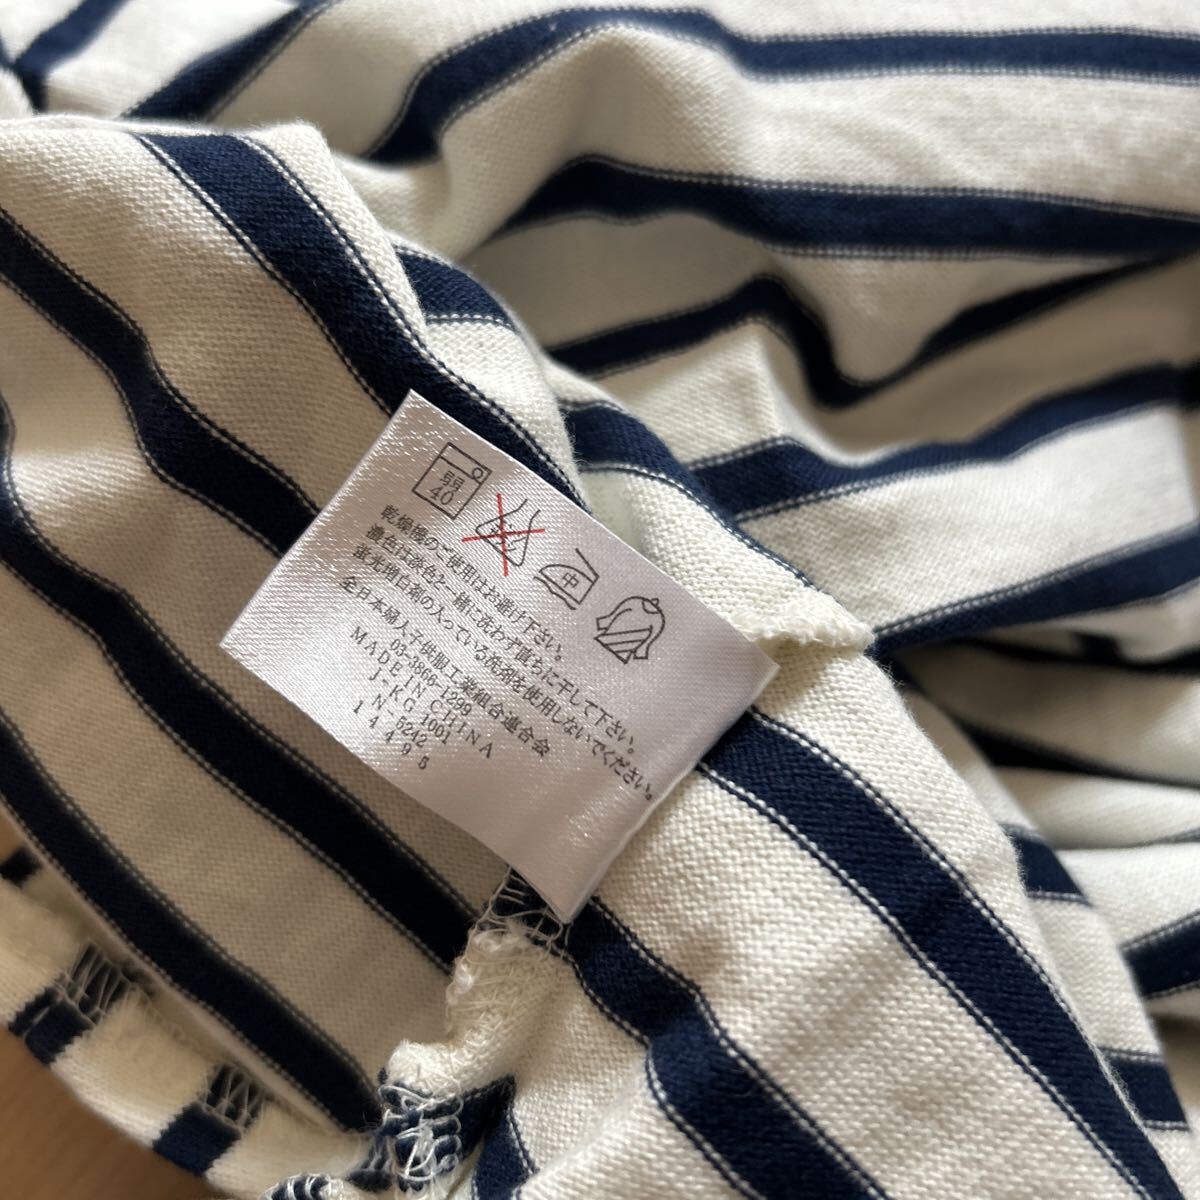 弱
40
中
乾燥機のご使用はお避け下さい。
濃色は淡色と一緒に洗わず直ちに干して下さい。
蛍光増白剤の入っている洗剤を使用しないでください。
全日本婦人子供服工業組合連合会
03-3866-1299
MADE IN CHINA
J-KG 1001
N-5242
1495